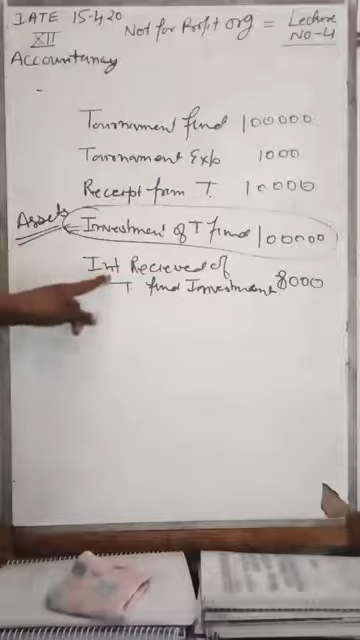 DATE 15-4-20
Not for Profit org = Lecture
No-4
XII
Accountancy
Tournament fund 100000
Tournament Exp 1000
Receipt from T. 10000
Assets
Investment of T fund 100000
Int Recieved of
T fund Investment 8000